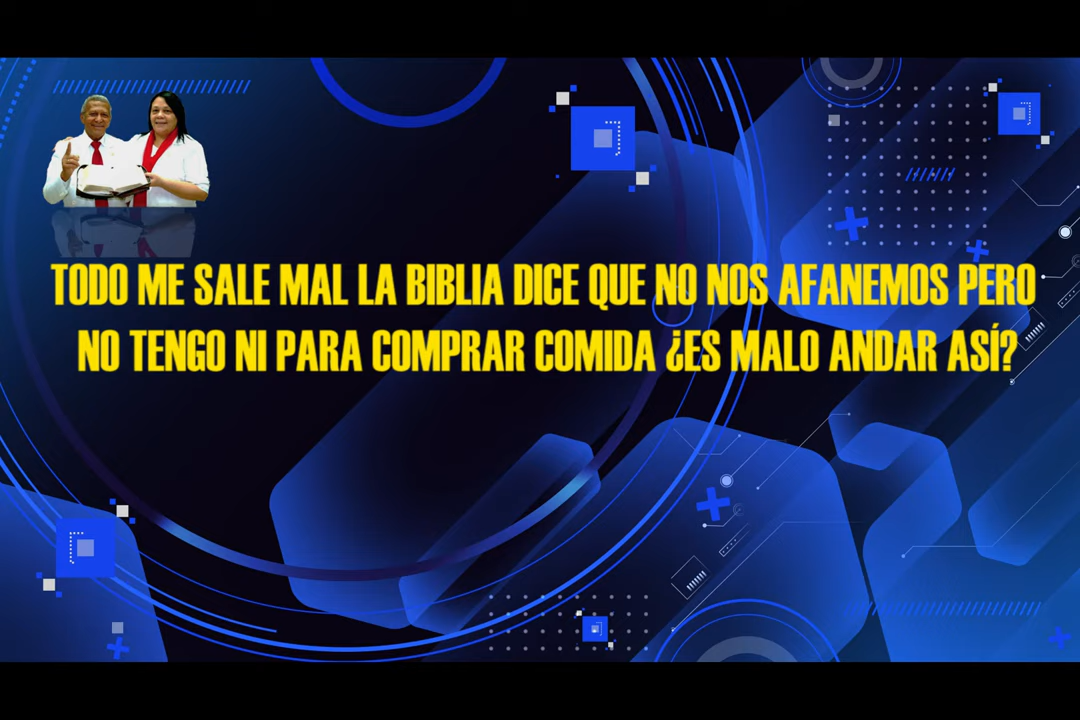 TODO ME SALE MAL LA BIBLIA DICE QUE NO NOS AFANEMOS PERO
NO TENGO NI PARA COMPRAR COMIDA ¿ES MALO ANDAR ASÍ?